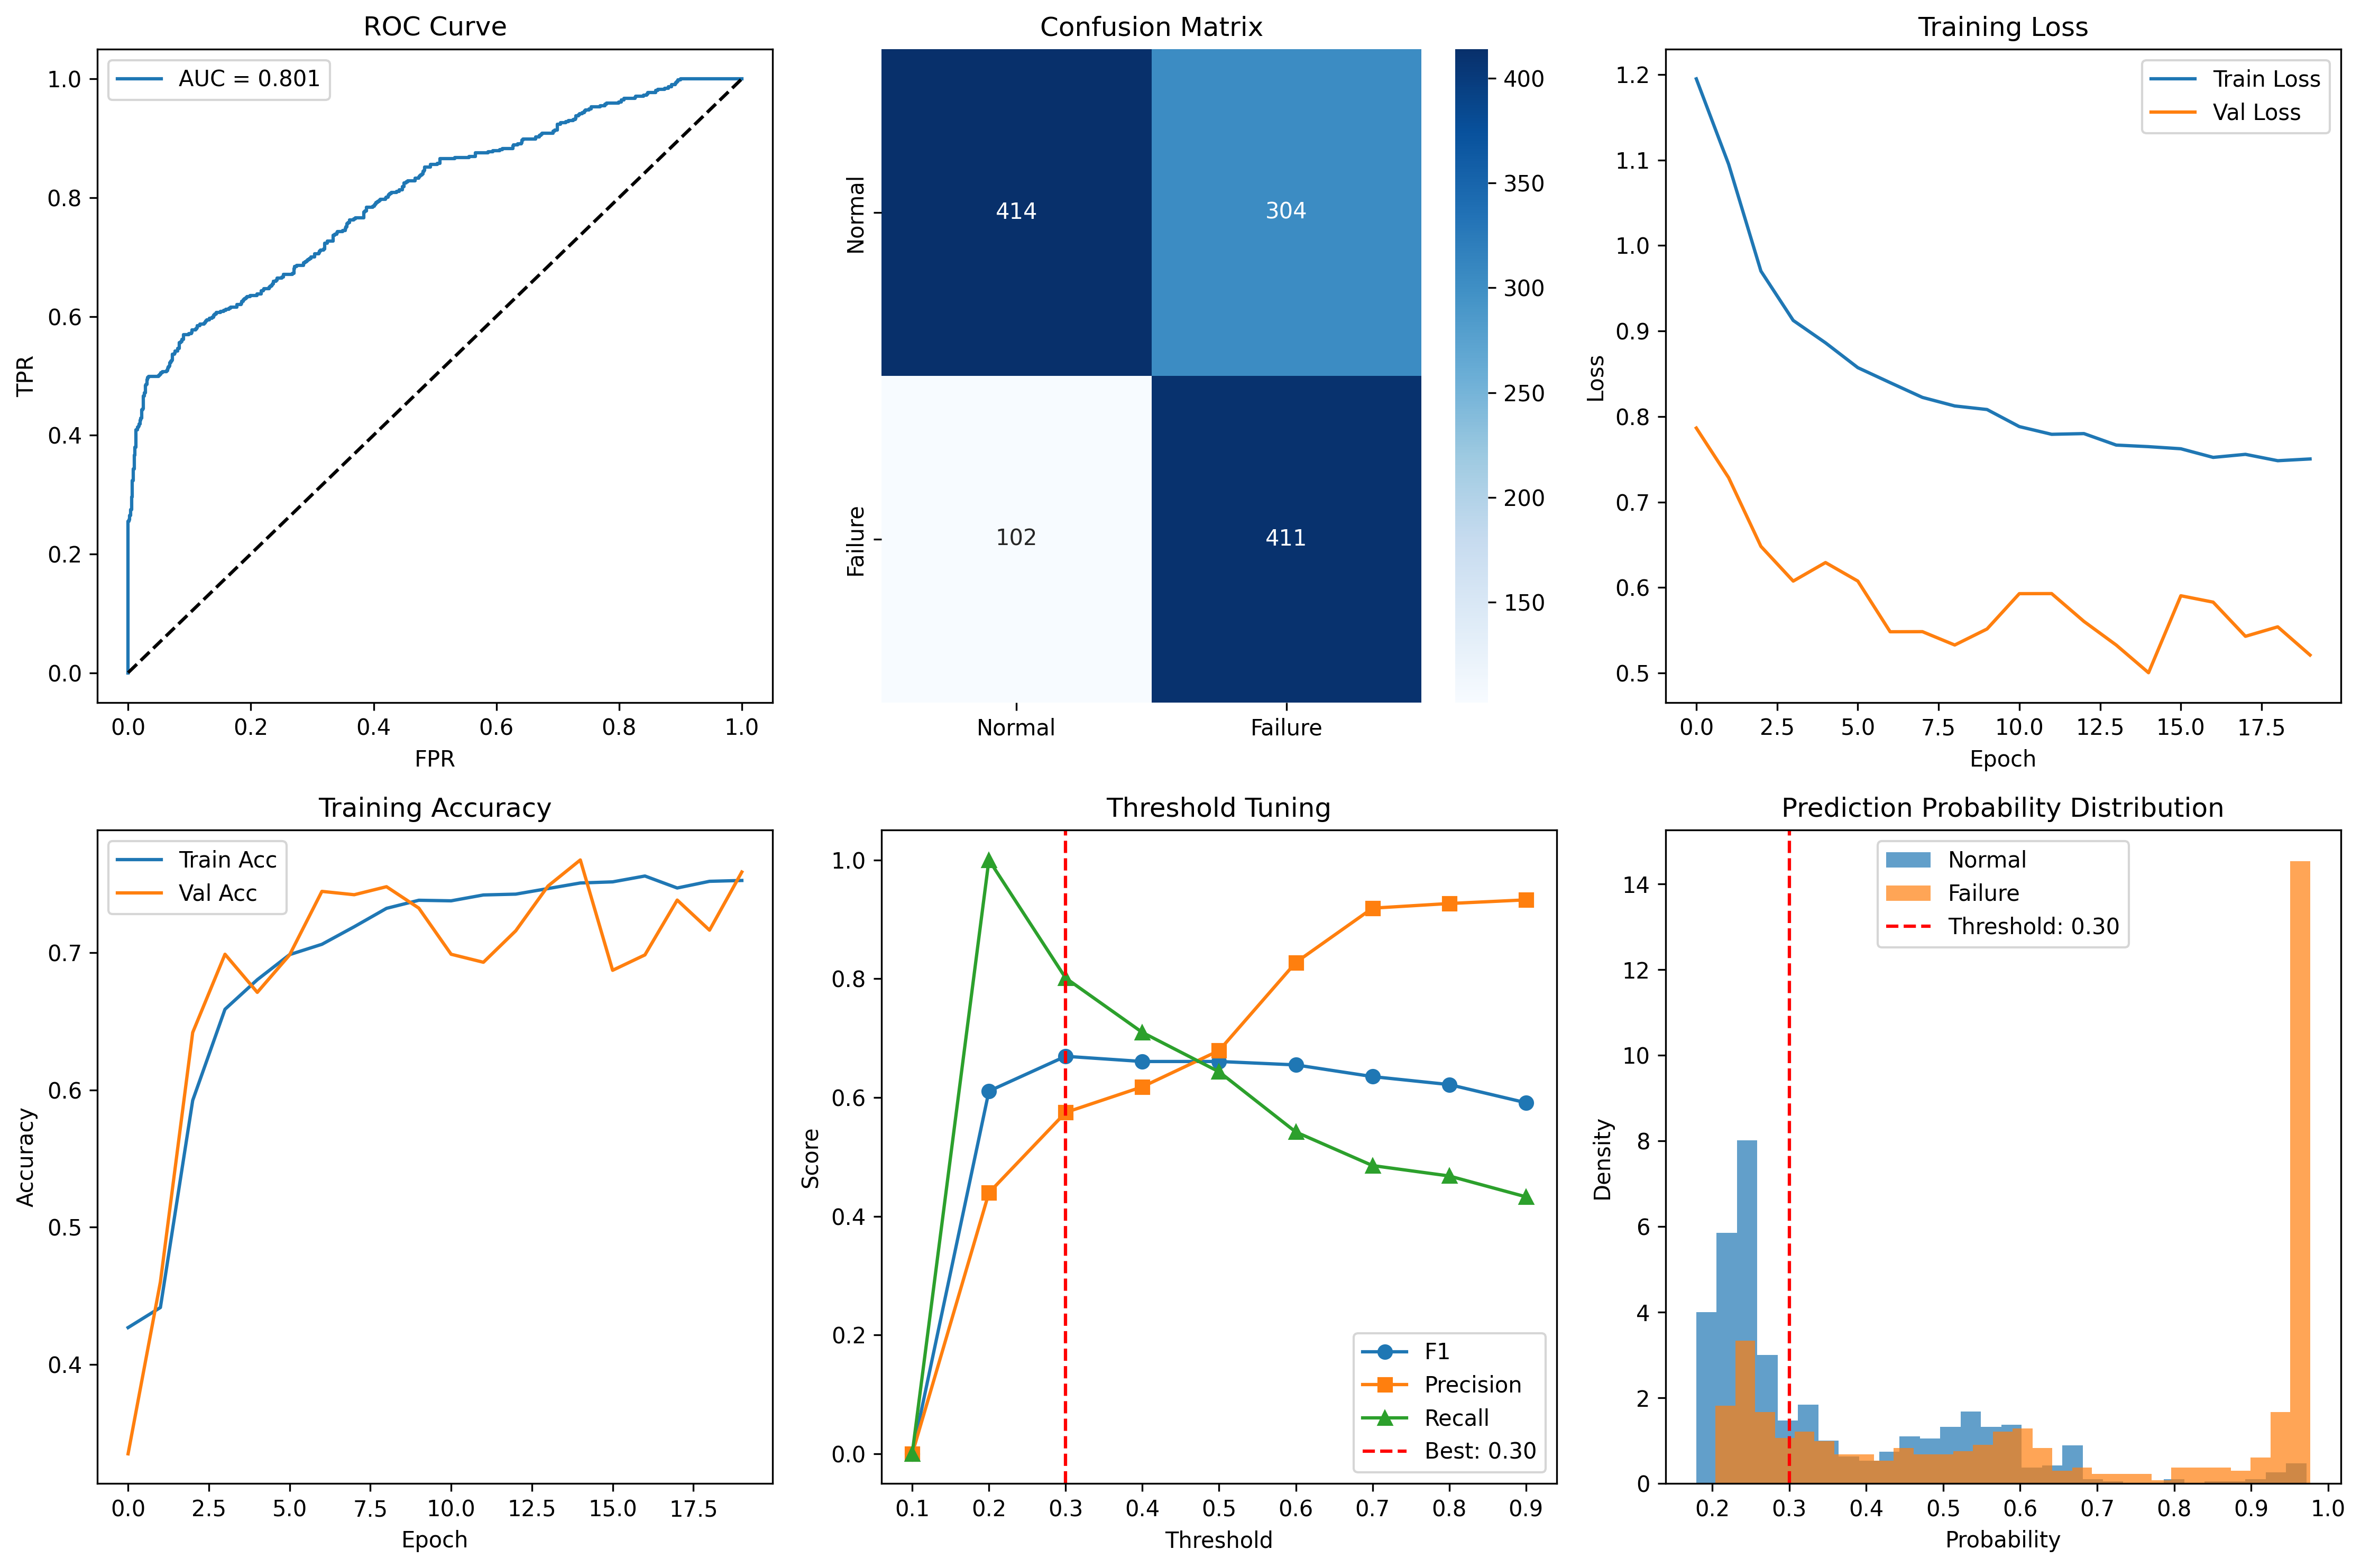 ROC Curve
AUC = 0.801
1.0
0.8
0.6
0.4
0.2
0.0
TPR
0.0 0.2 0.4 0.6 0.8 1.0
FPR
Confusion Matrix
Normal
Failure
414 304
102 411
Normal Failure
400
350
300
250
200
150
Training Loss
Train Loss
Val Loss
1.2
1.1
1.0
0.9
0.8
0.7
0.6
0.5
Loss
0.0 2.5 5.0 7.5 10.0 12.5 15.0 17.5
Epoch
Training Accuracy
Train Acc
Val Acc
0.7
0.6
0.5
0.4
Accuracy
0.0 2.5 5.0 7.5 10.0 12.5 15.0 17.5
Epoch
Threshold Tuning
1.0
0.8
0.6
0.4
0.2
0.0
Score
F1
Precision
Recall
Best: 0.30
0.1 0.2 0.3 0.4 0.5 0.6 0.7 0.8 0.9
Threshold
Prediction Probability Distribution
Normal
Failure
Threshold: 0.30
14
12
10
8
6
4
2
0
Density
0.2 0.3 0.4 0.5 0.6 0.7 0.8 0.9 1.0
Probability